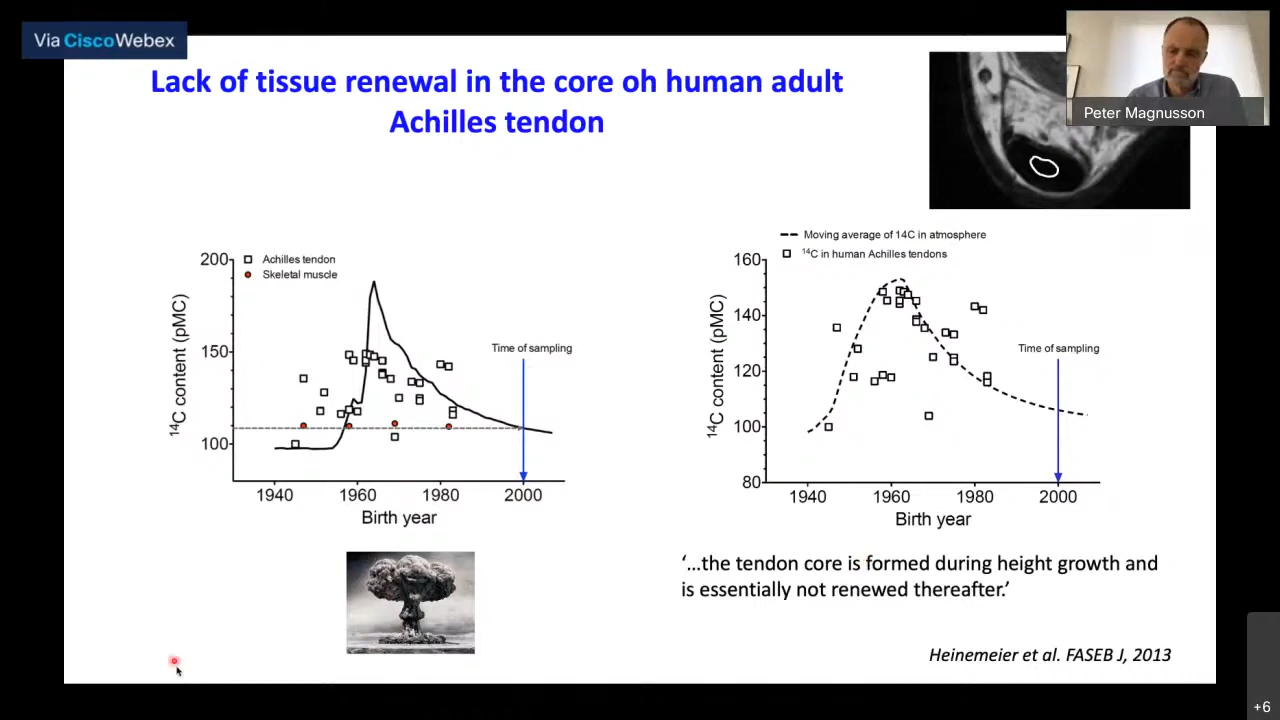 Via Cisco Webex
Lack of tissue renewal in the core oh human adult
Achilles tendon
Peter Magnusson
200
150
100
14C content (pMC)
Achilles tendon
Skeletal muscle
Time of sampling
1940
1960
1980
2000
Birth year
Moving average of 14C in atmosphere
14C in human Achilles tendons
160
140
120
100
80
14C content (pMC)
Time of sampling
1940
1960
1980
2000
Birth year
‘...the tendon core is formed during height growth and
is essentially not renewed thereafter.’
Heinemeier et al. FASEB J, 2013
+6